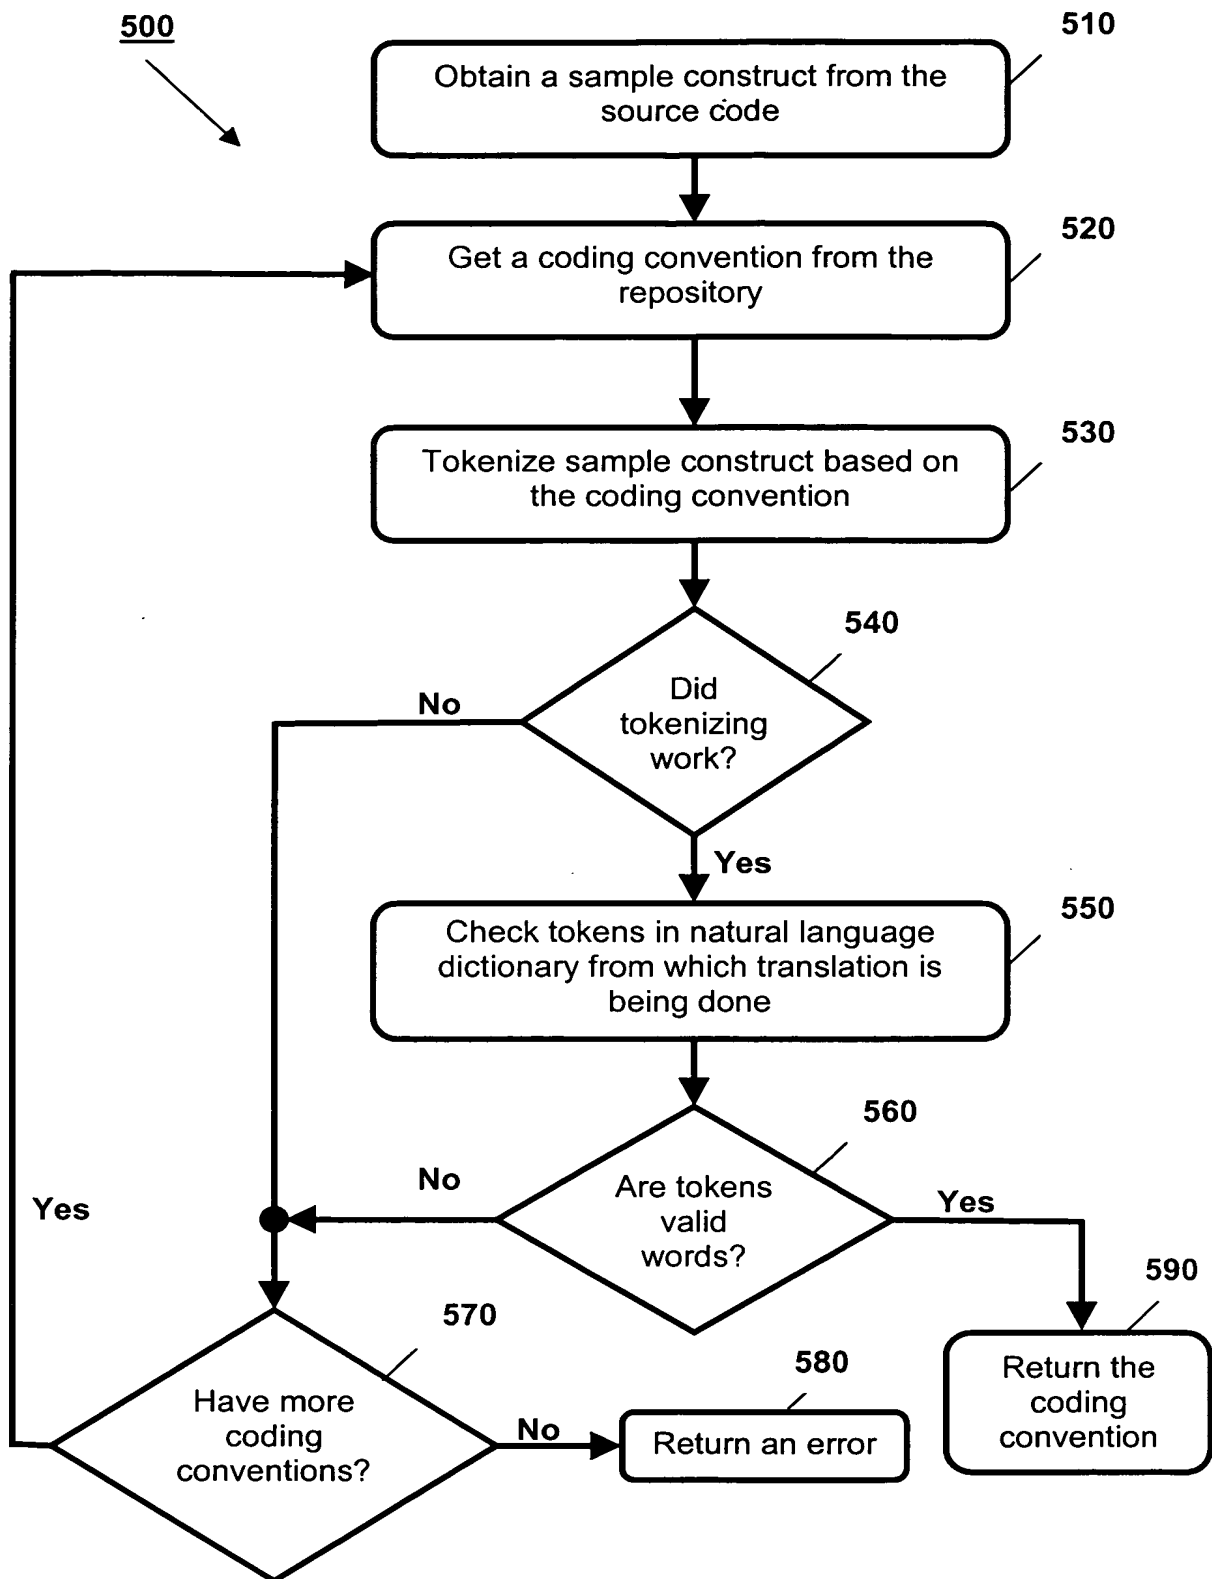 500
510
Obtain a sample construct from the
source code
520
Get a coding convention from the
repository
530
Tokenize sample construct based on
the coding convention
540
Did
tokenizing
work?
No
Yes
550
Check tokens in natural language
dictionary from which translation is
being done
560
Are tokens
valid
words?
No
Yes
Yes
590
Return the
coding
convention
570
Have more
coding
conventions?
No
580
Return an error